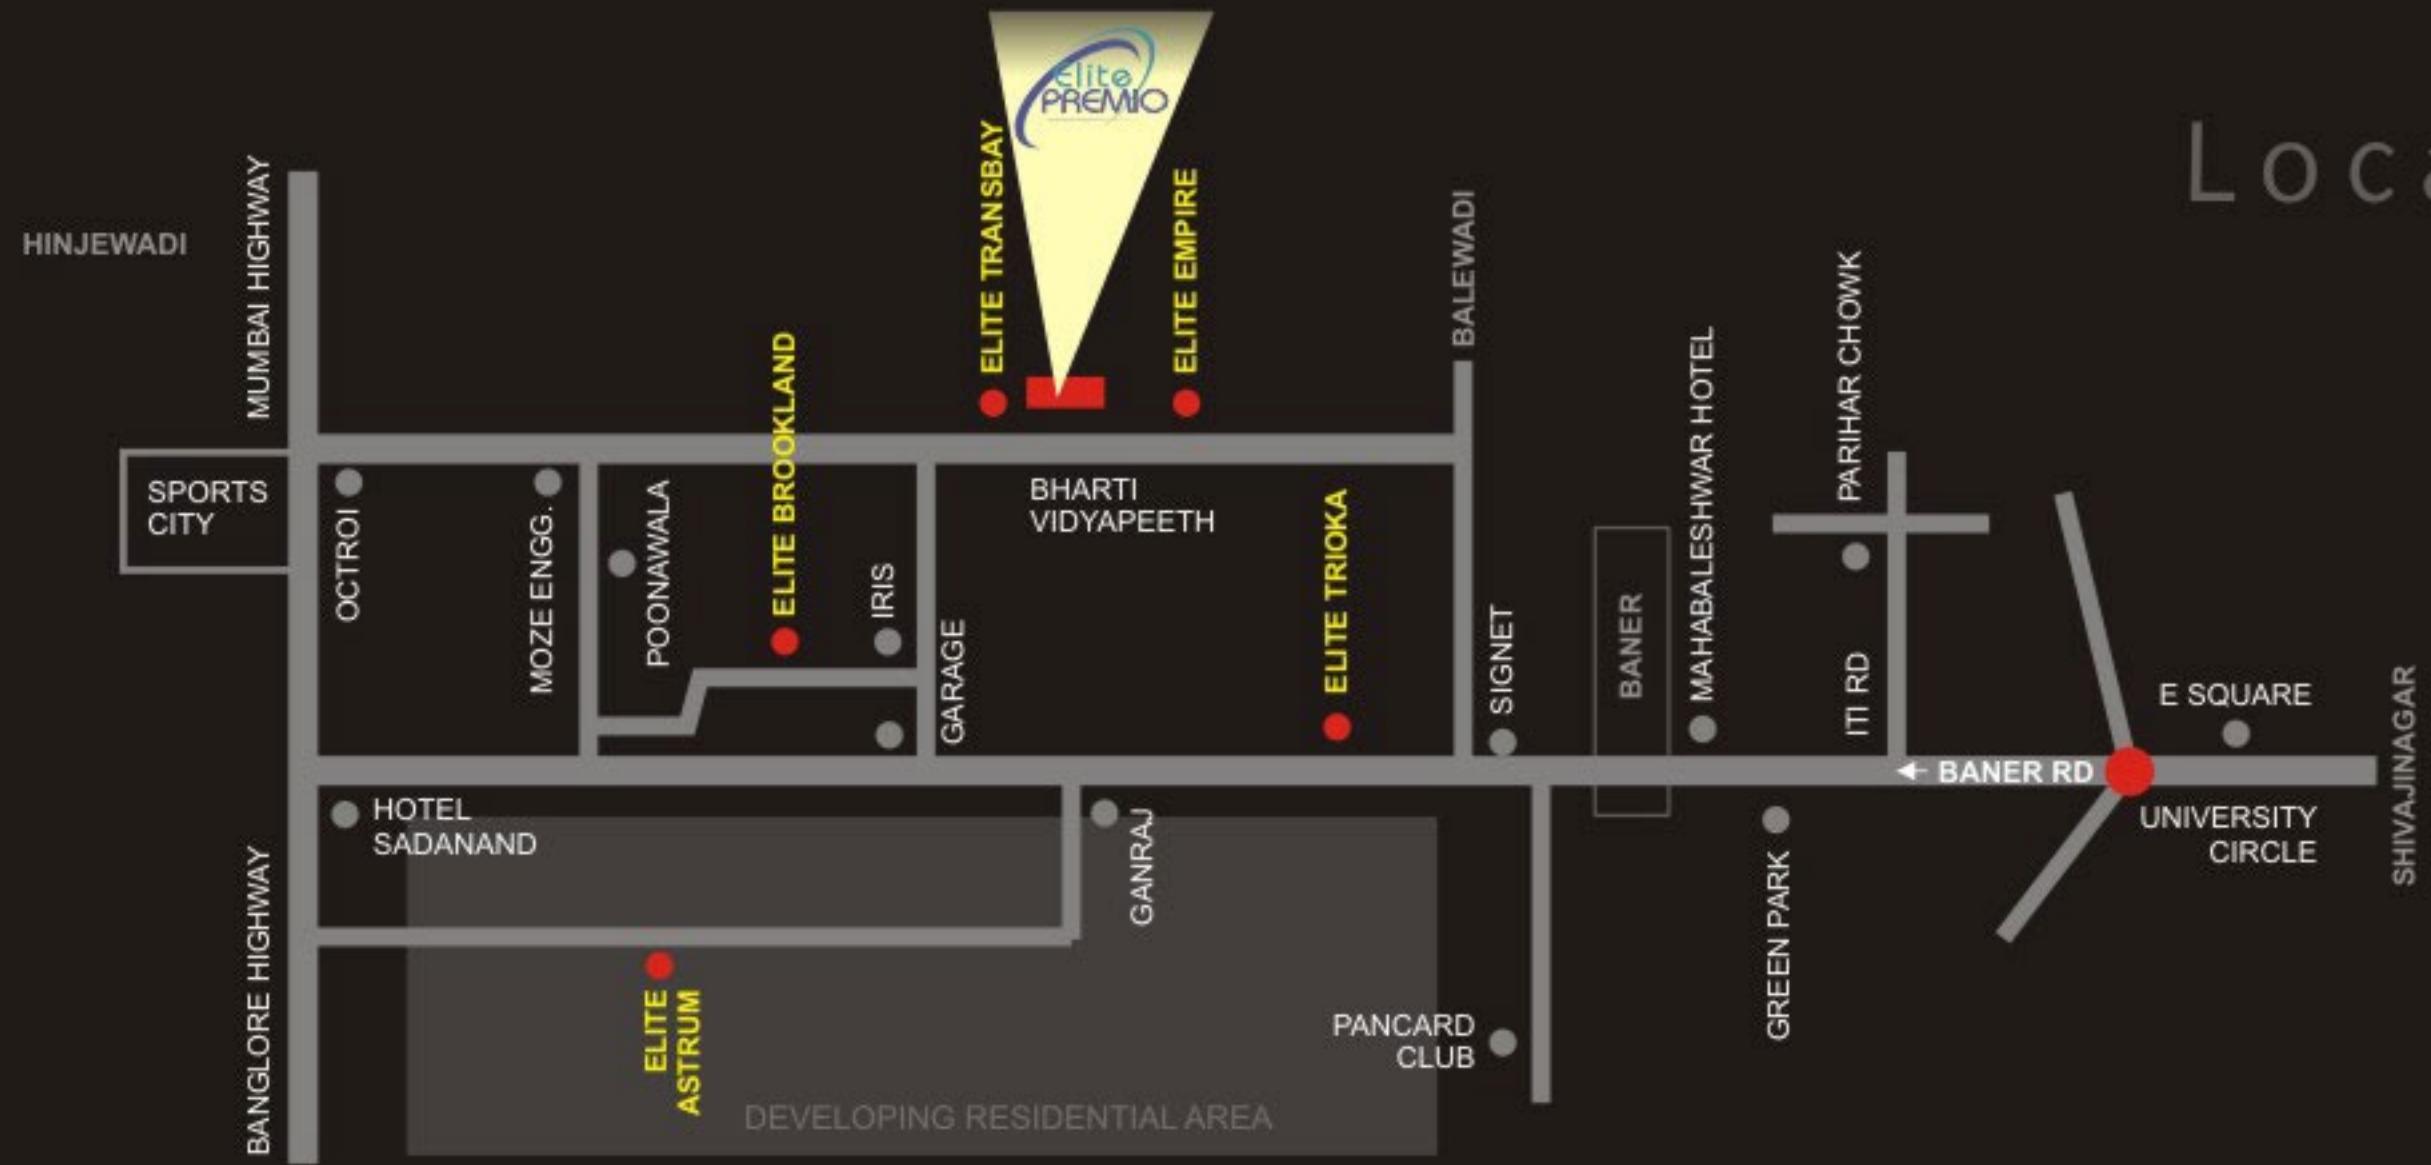 Elite
PREMIO
Loca
HINJEWADI
MUMBAI HIGHWAY
ELITE TRANSBAY
ELITE EMPIRE
BALEWADI
ELITE BROOKLAND
MAHABALESHWAR HOTEL
PARIHAR CHOWK
SPORTS
CITY
OCTROI
MOZE ENGG.
POONAWALA
IRIS
GARAGE
BHARTI
VIDYAPEETH
ELITE TRIOKA
SIGNET
BANER
ITI RD
E SQUARE
SHIVAJINAGAR
← BANER RD
UNIVERSITY
CIRCLE
HOTEL
SADANAND
GANRAJ
GREEN PARK
BANGLORE HIGHWAY
ELITE
ASTRUM
PANCARD
CLUB
DEVELOPING RESIDENTIAL AREA